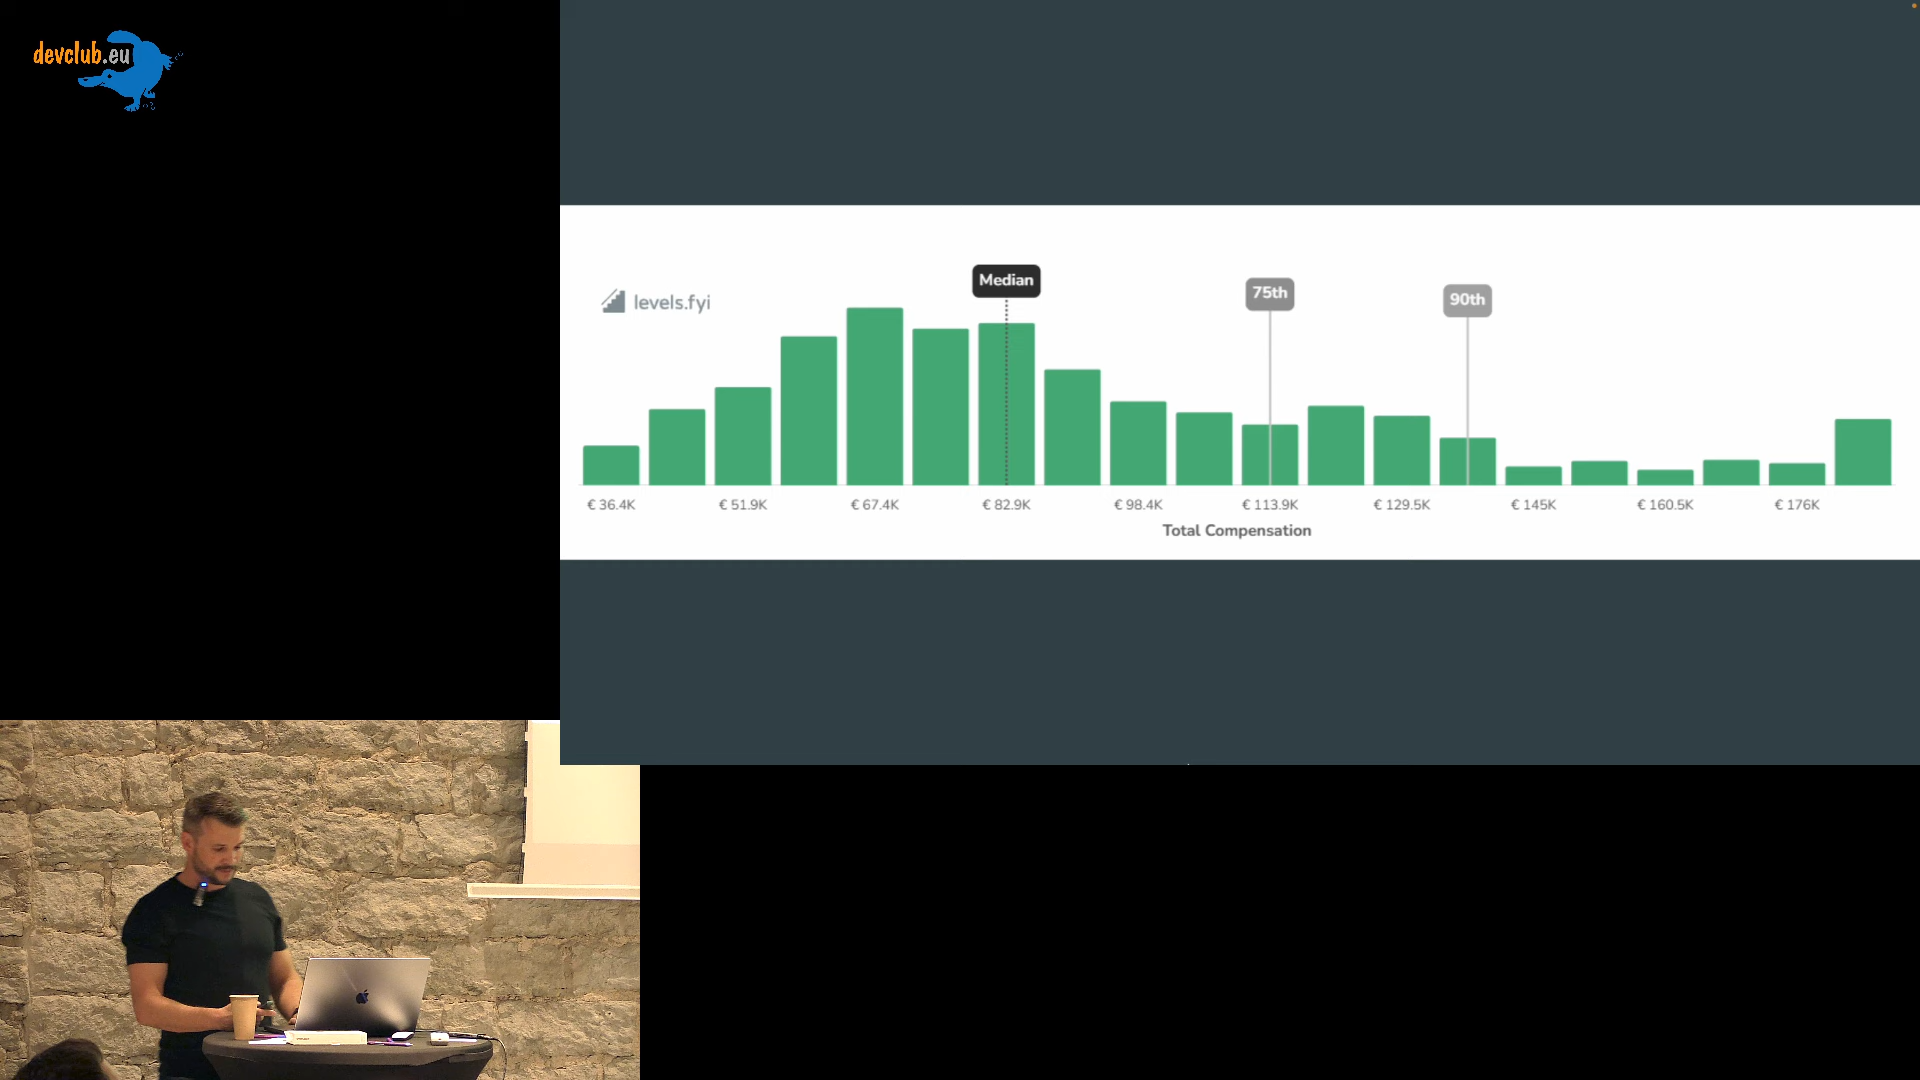 devclub.eu
levels.fyi
Median
75th
90th
€ 36.4K
€ 51.9K
€ 67.4K
€ 82.9K
€ 98.4K
€ 113.9K
€ 129.5K
€ 145K
€ 160.5K
€ 176K
Total Compensation